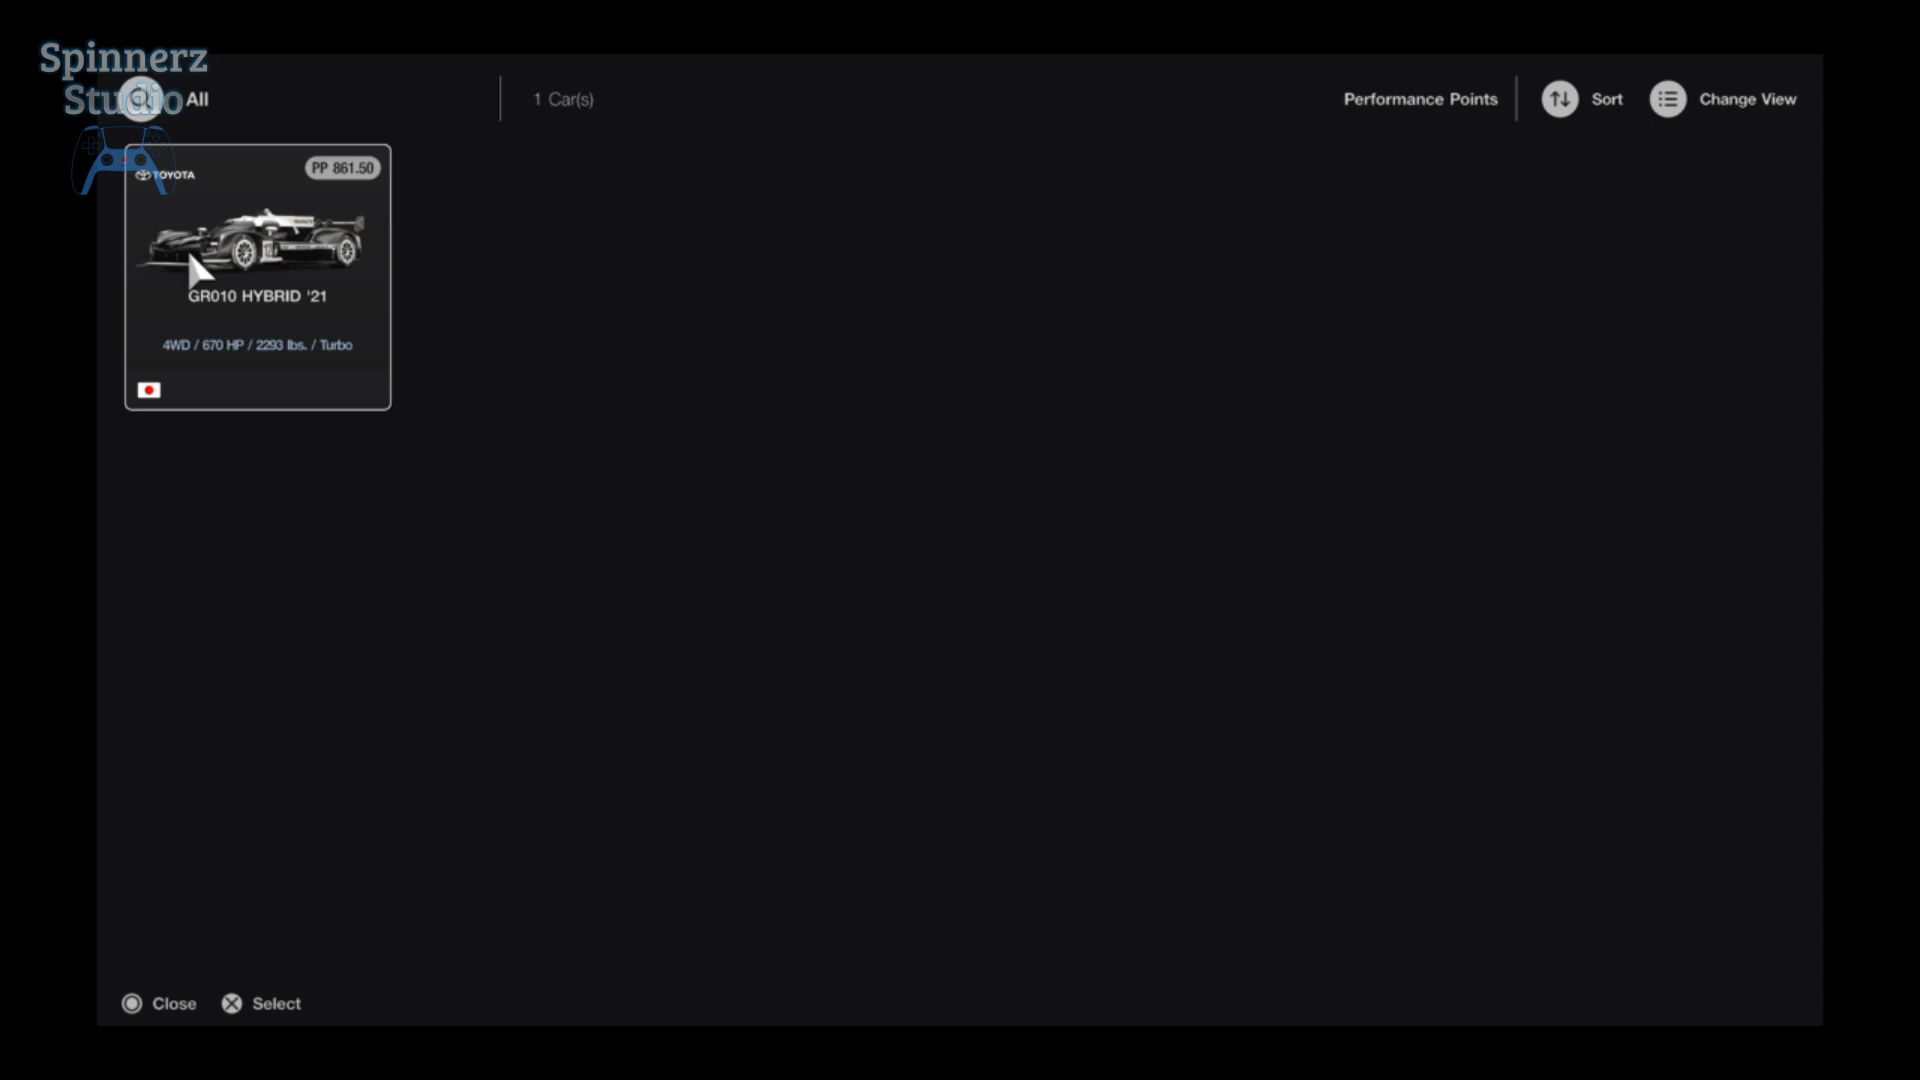 Spinnerz
Studio
All
1 Car(s)
Performance Points
Sort
Change View
TOYOTA
PP 861.50
GR010 HYBRID '21
4WD / 670 HP / 2293 lbs. / Turbo
Close
Select